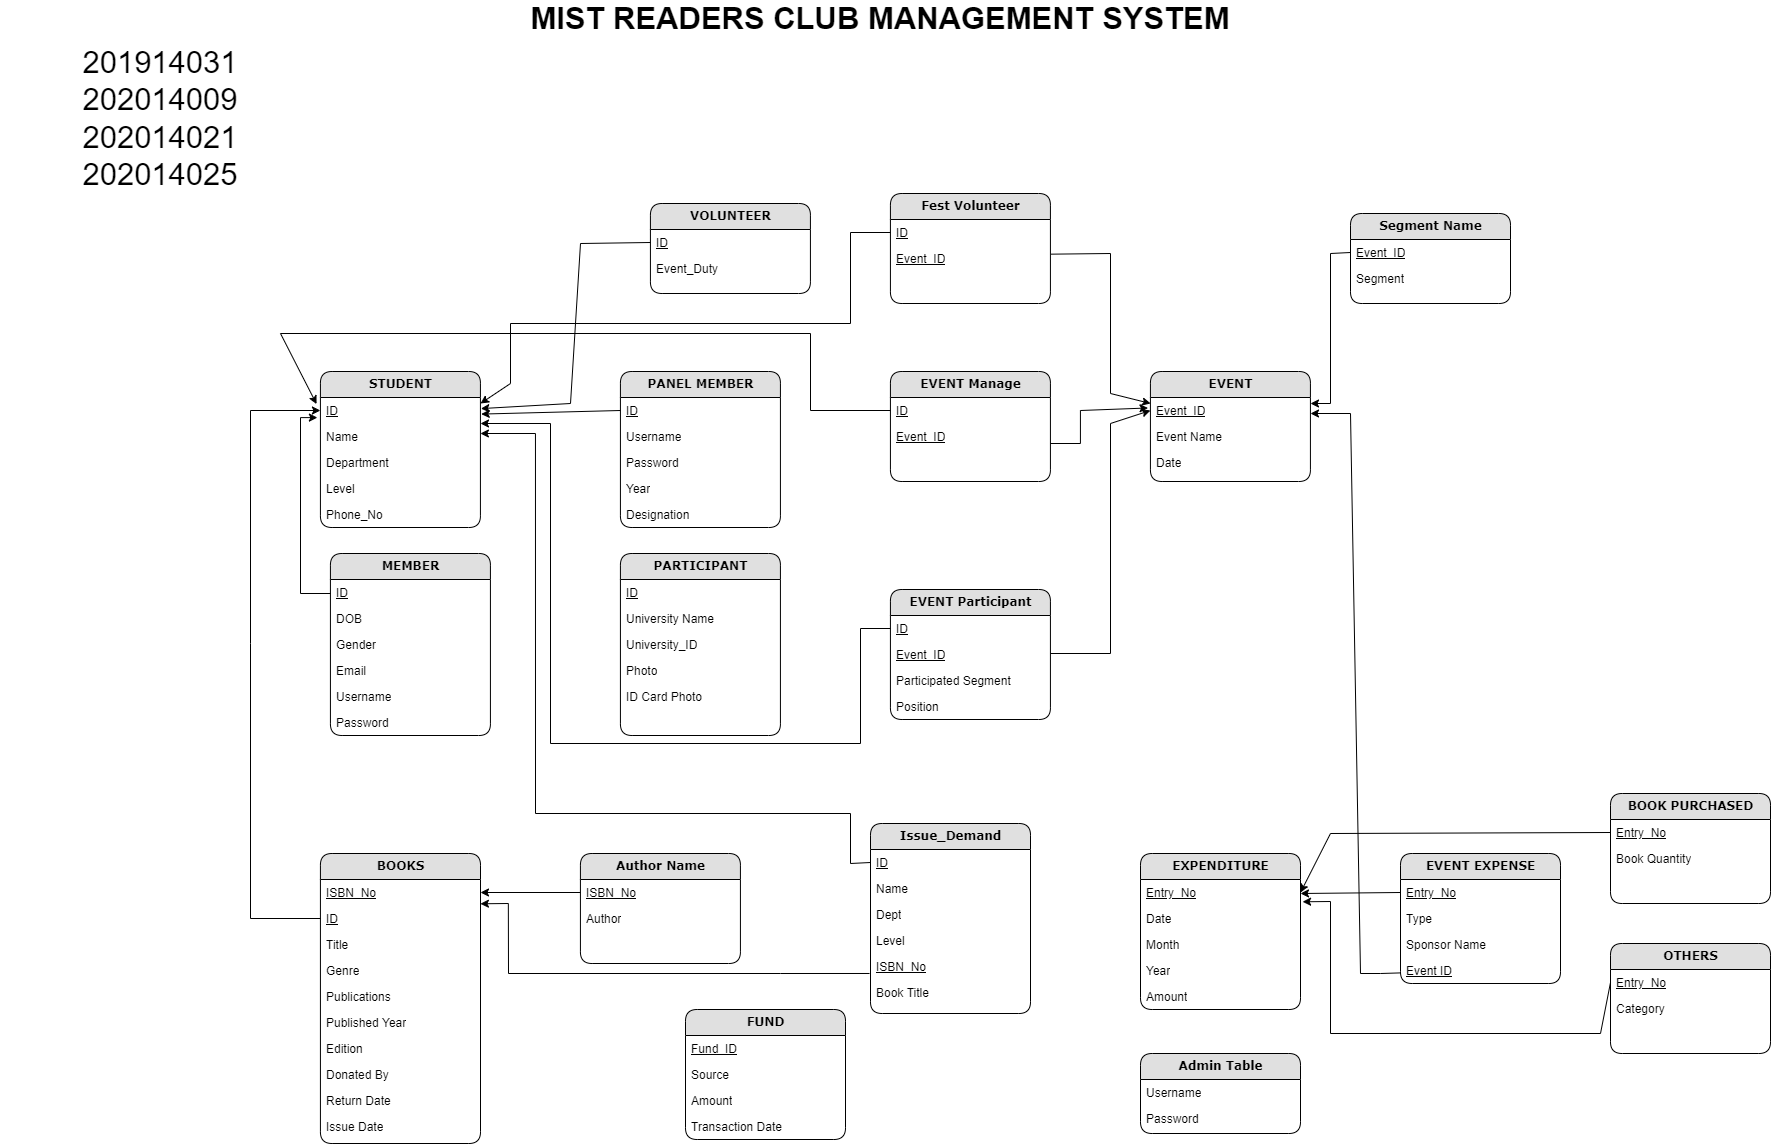 MIST READERS CLUB MANAGEMENT SYSTEM
201914031
202014009
202014021
202014025
VOLUNTEER
ID
Event_Duty
Fest Volunteer
ID
Event_ID
Segment Name
Event_ID
Segment
STUDENT
ID
Name
Department
Level
Phone_No
PANEL MEMBER
ID
Username
Password
Year
Designation
EVENT Manage
ID
Event_ID
EVENT
Event_ID
Event Name
Date
MEMBER
ID
DOB
Gender
Email
Username
Password
PARTICIPANT
ID
University Name
University_ID
Photo
ID Card Photo
EVENT Participant
ID
Event_ID
Participated Segment
Position
BOOKS
ISBN_No
ID
Title
Genre
Publications
Published Year
Edition
Donated By
Return Date
Issue Date
Author Name
ISBN_No
Author
Issue_Demand
ID
Name
Dept
Level
ISBN_No
Book Title
FUND
Fund_ID
Source
Amount
Transaction Date
EXPENDITURE
Entry_No
Date
Month
Year
Amount
EVENT EXPENSE
Entry_No
Type
Sponsor Name
Event ID
BOOK PURCHASED
Entry_No
Book Quantity
OTHERS
Entry_No
Category
Admin Table
Username
Password